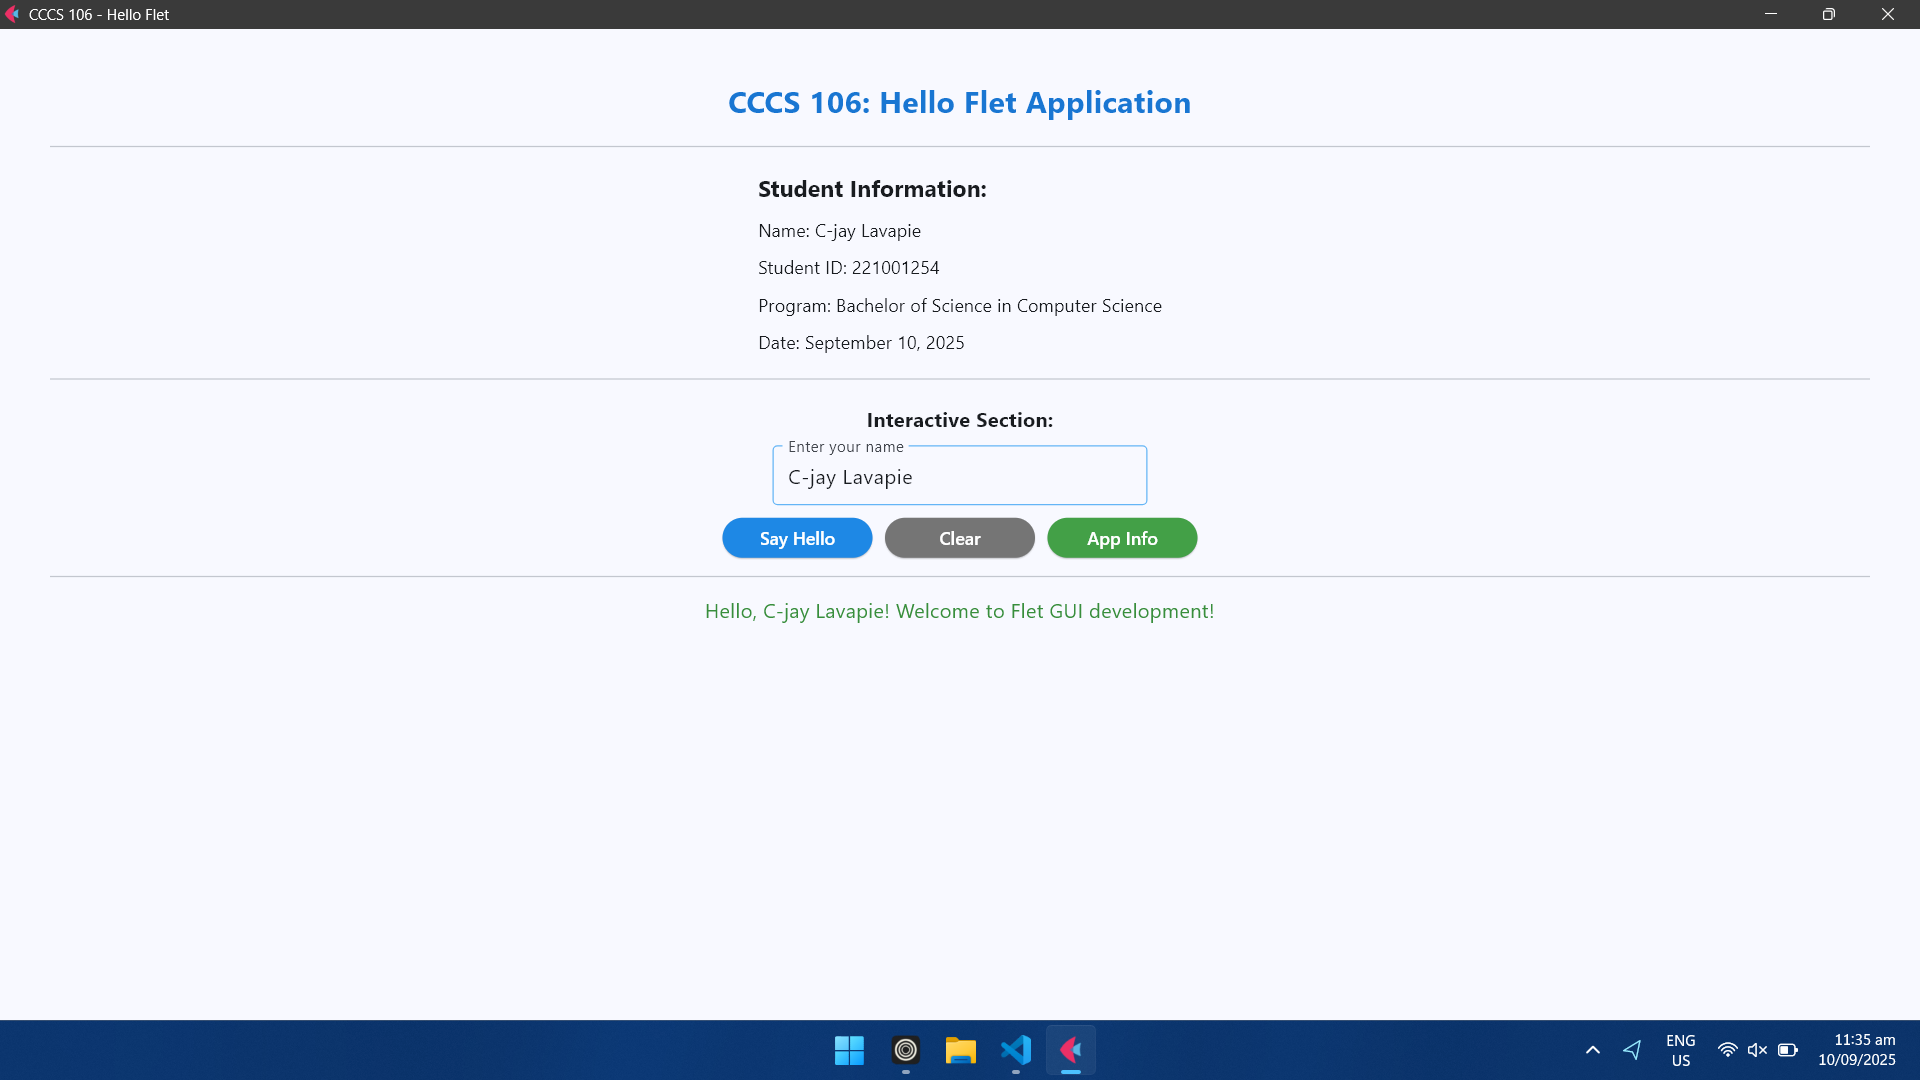 CCCS 106 - Hello Flet
CCCS 106: Hello Flet Application
Student Information:
Name: C-jay Lavapie
Student ID: 221001254
Program: Bachelor of Science in Computer Science
Date: September 10, 2025
Interactive Section:
Enter your name
C-jay Lavapie
Say Hello
Clear
App Info
Hello, C-jay Lavapie! Welcome to Flet GUI development!
ENG
US
11:35 am
10/09/2025